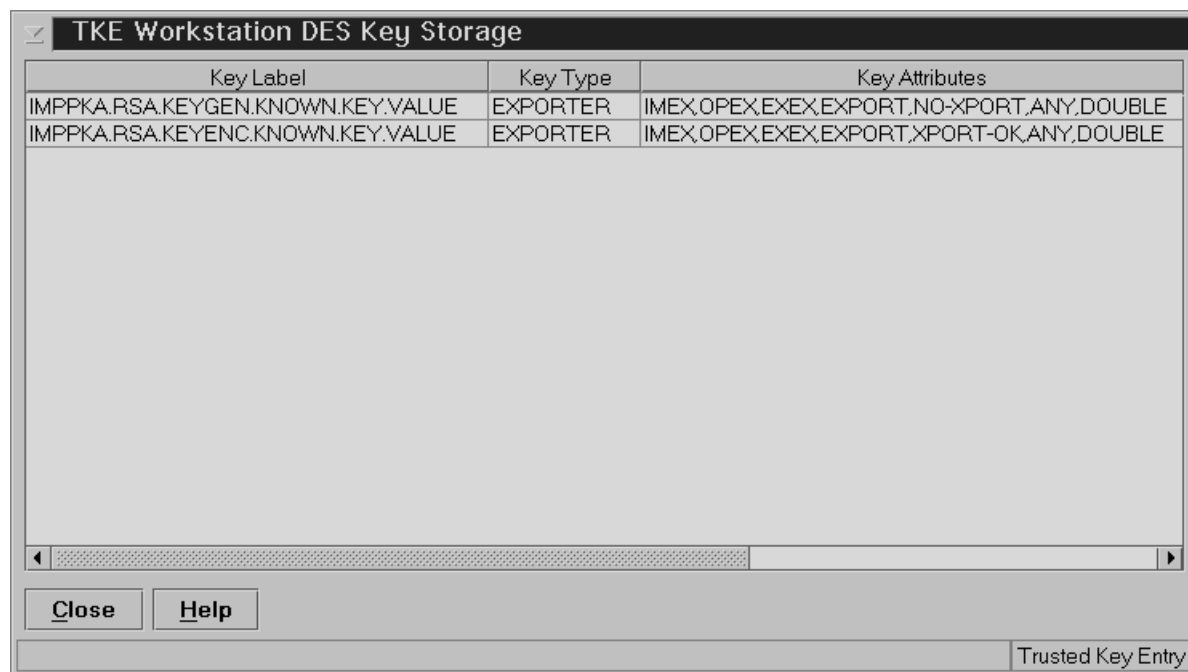 TKE Workstation DES Key Storage
Key Label Key Type Key Attributes
IMPPKA.RSA.KEYGEN.KNOWN.KEY.VALUE EXPORTER IMEX,OPEX,EXEX,EXPORT,NO-XPORT,ANY,DOUBLE
IMPPKA.RSA.KEYENC.KNOWN.KEY.VALUE EXPORTER IMEX,OPEX,EXEX,EXPORT,XPORT-OK,ANY,DOUBLE
Close Help
Trusted Key Entry